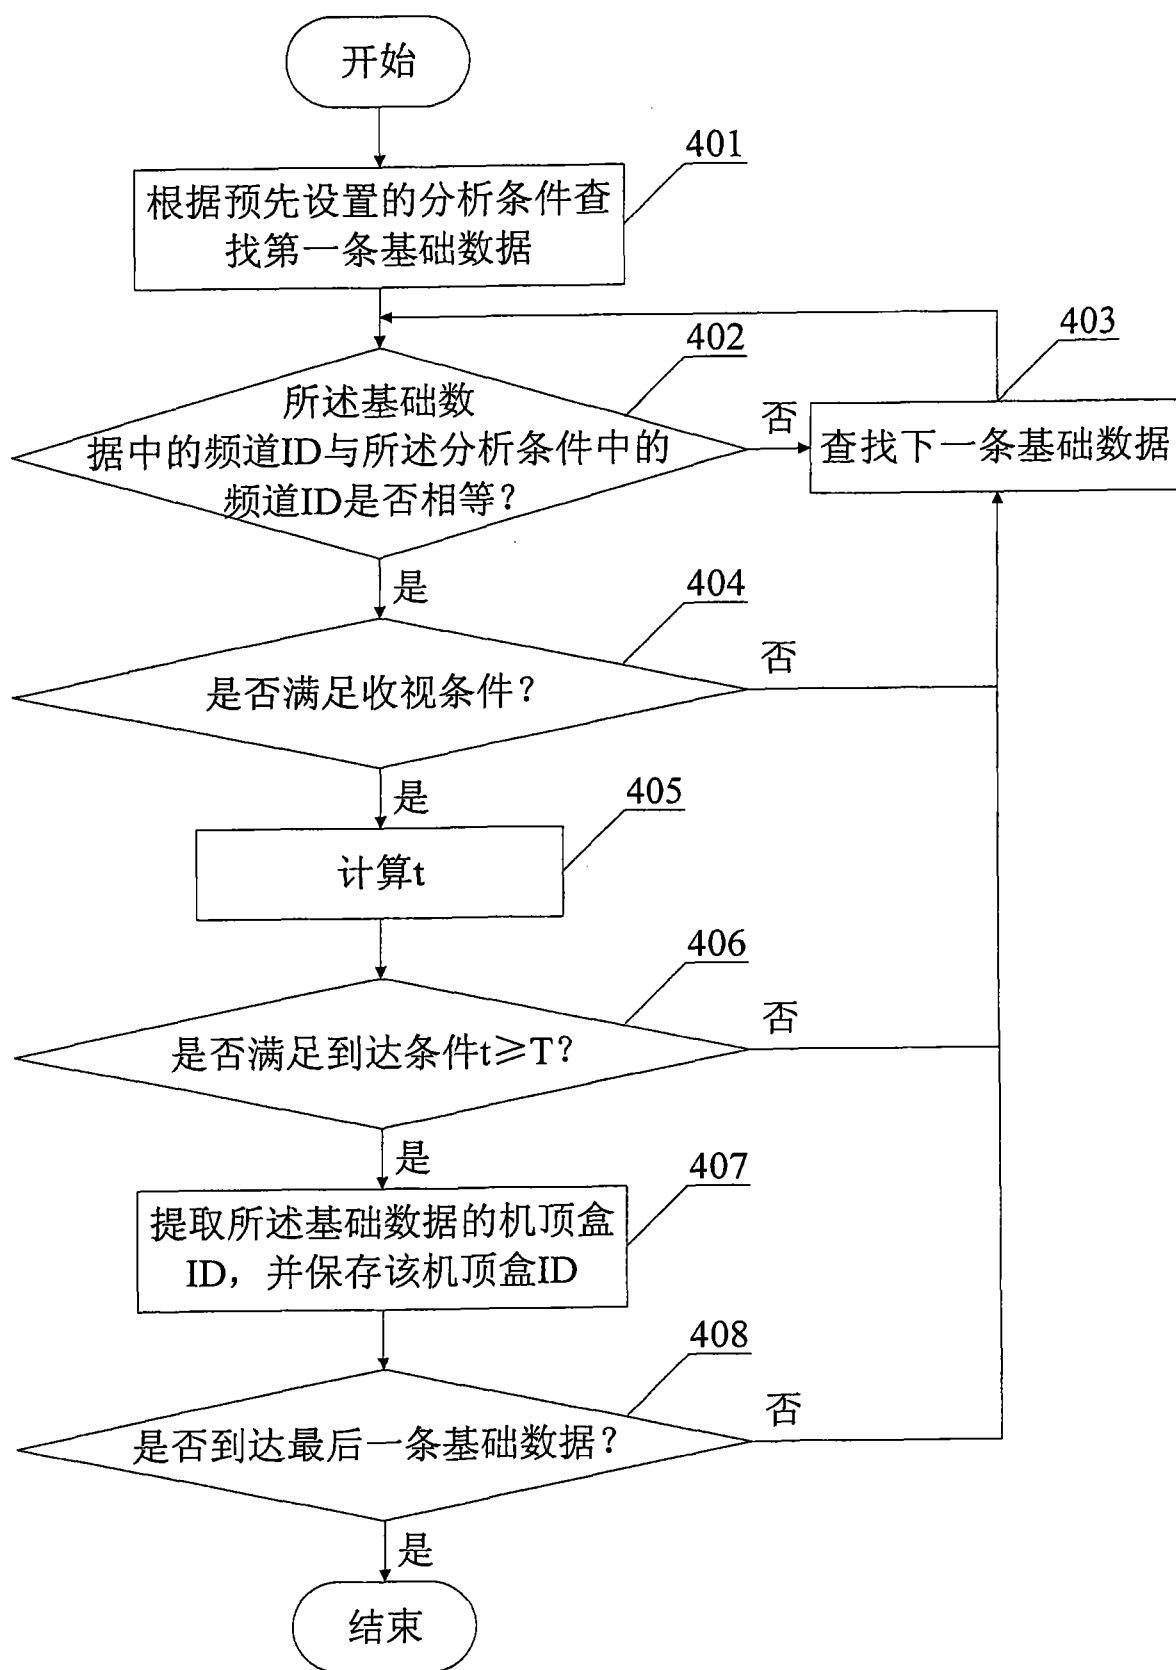 开始
401
根据预先设置的分析条件查
找第一条基础数据
402
403
所述基础数
据中的频道ID与所述分析条件中的
频道ID是否相等?
否
查找下一条基础数据
是
404
是否满足收视条件?
否
是
405
计算t
406
是否满足到达条件t≥T?
否
是
407
提取所述基础数据的机顶盒
ID，并保存该机顶盒ID
408
是否到达最后一条基础数据?
否
是
结束